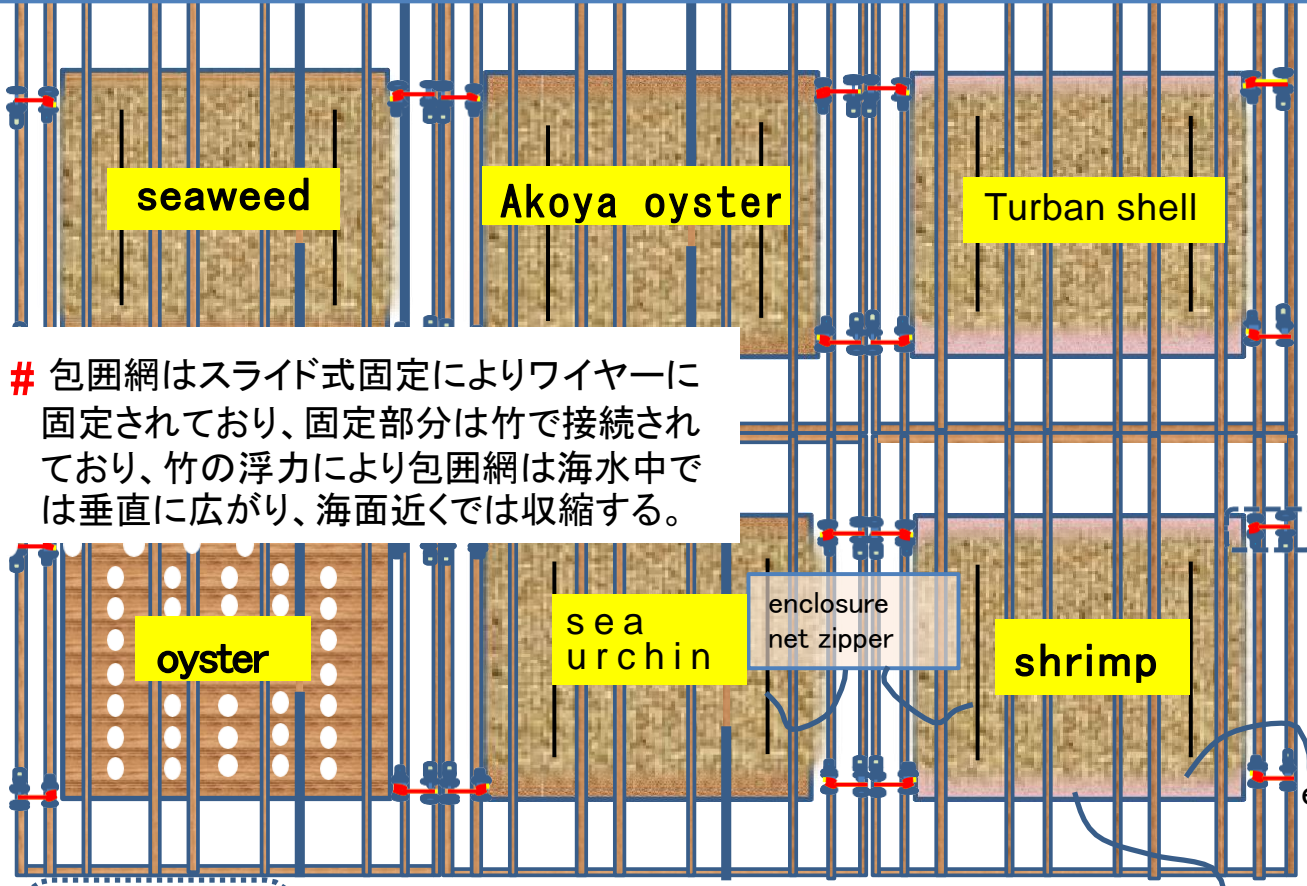 seaweed
Akoya oyster
Turban shell
# 包囲網はスライド式固定によりワイヤーに
固定されており、固定部分は竹で接続され
ており、竹の浮力により包囲網は海水中で
は垂直に広がり、海面近くでは収縮する。
oyster
sea
urchin
enclosure
net zipper
shrimp
e